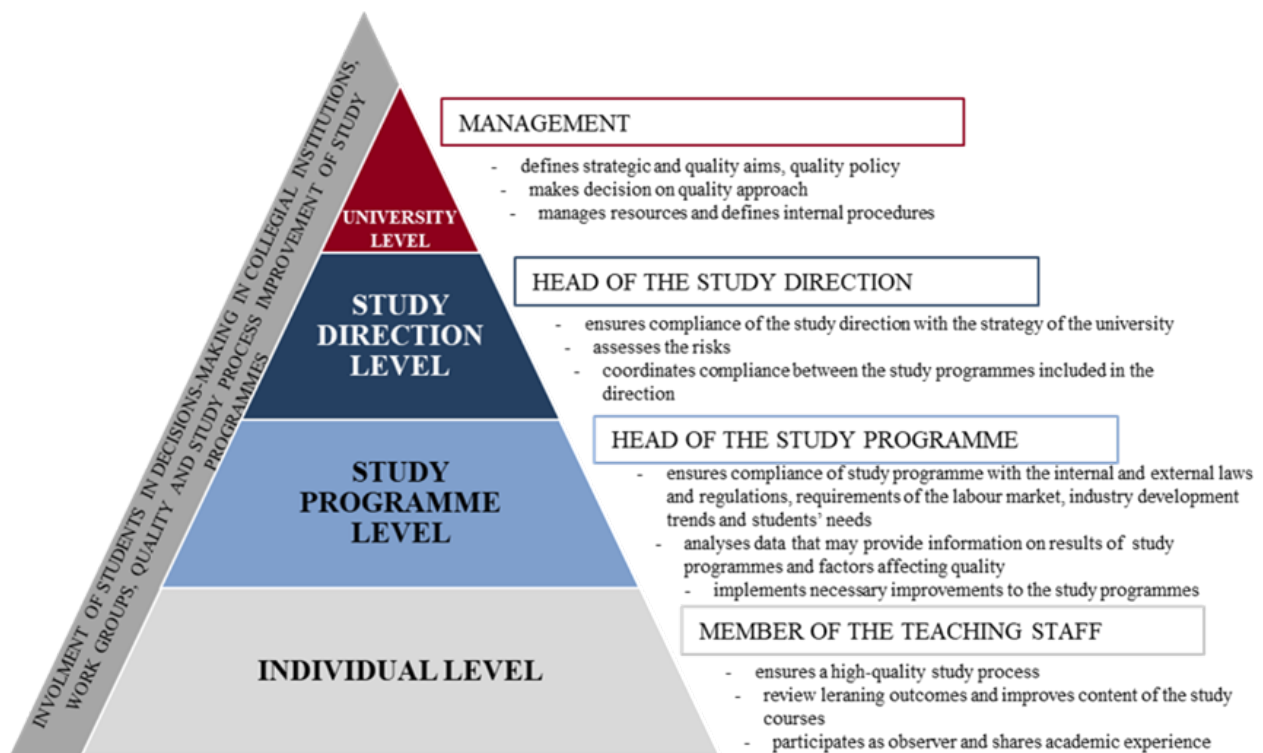 INVOLMENT OF STUDENTS IN DECISIONS-MAKING IN COLLEGIAL INSTITUTIONS,
WORK GROUPS, QUALITY AND STUDY PROCESS IMPROVEMENT OF STUDY
PROGRAMMES
UNIVERSITY
LEVEL
MANAGEMENT
- defines strategic and quality aims, quality policy
- makes decision on quality approach
- manages resources and defines internal procedures
STUDY
DIRECTION
LEVEL
HEAD OF THE STUDY DIRECTION
- ensures compliance of the study direction with the strategy of the university
- assesses the risks
- coordinates compliance between the study programmes included in the
direction
STUDY
PROGRAMME
LEVEL
HEAD OF THE STUDY PROGRAMME
- ensures compliance of study programme with the internal and external laws
and regulations, requirements of the labour market, industry development
trends and students' needs
- analyses data that may provide information on results of study
programmes and factors affecting quality
- implements necessary improvements to the study programmes
INDIVIDUAL LEVEL
MEMBER OF THE TEACHING STAFF
- ensures a high-quality study process
- review leraning outcomes and improves content of the study
courses
- participates as observer and shares academic experience